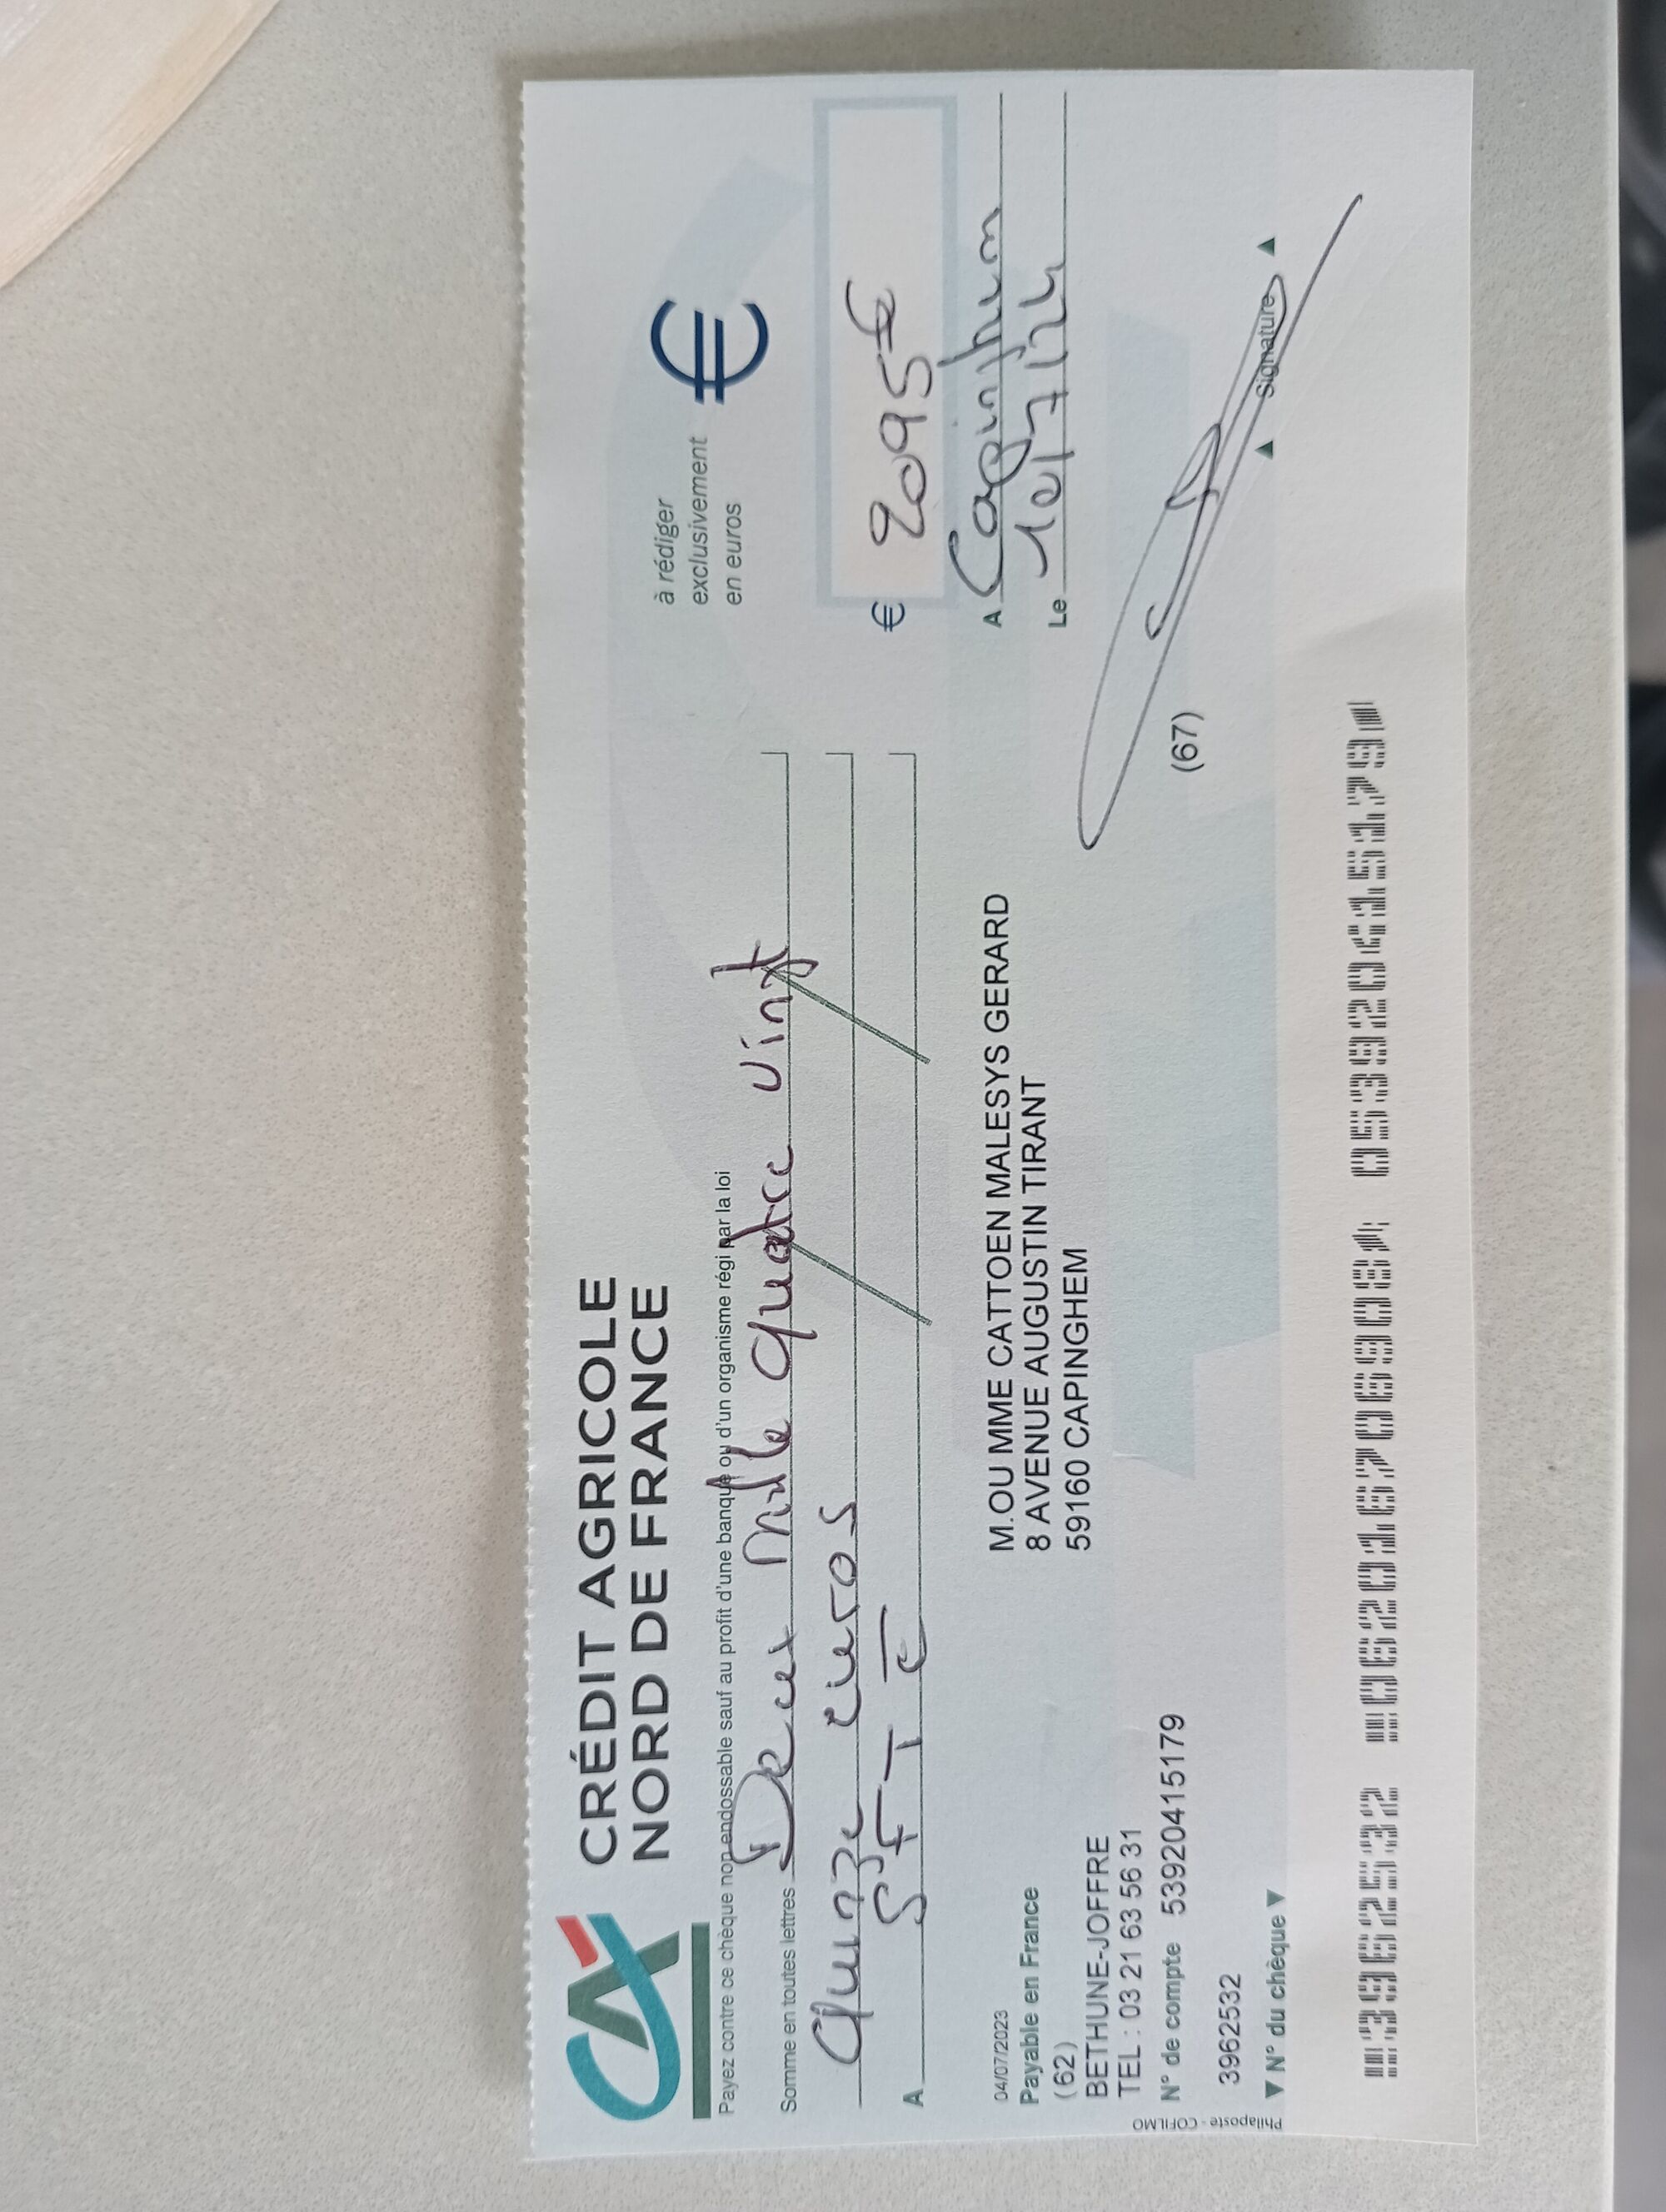 CRÉDIT AGRICOLE
NORD DE FRANCE
à rédiger
exclusivement
en euros
€
Payez contre ce chèque non endossable sauf au profit d'une banque ou d'un organisme régi par la loi
Somme en toutes lettres Deux mille quatre vingt
quinze euros
€ 2095€
A SFIE
A Capinghem
Le 10/7/24
04/07/2023
Payable en France
(62)
BETHUNE-JOFFRE
TEL : 03 21 63 56 31
N° de compte 53920415179
3962532
▼ N° du chèque ▼
M.OU MME CATTOEN MALESYS GERARD
8 AVENUE AUGUSTIN TIRANT
59160 CAPINGHEM
(67)
▲ Signature ▲
Philaposte - COFILMO
3962532 062016706908 053920415179